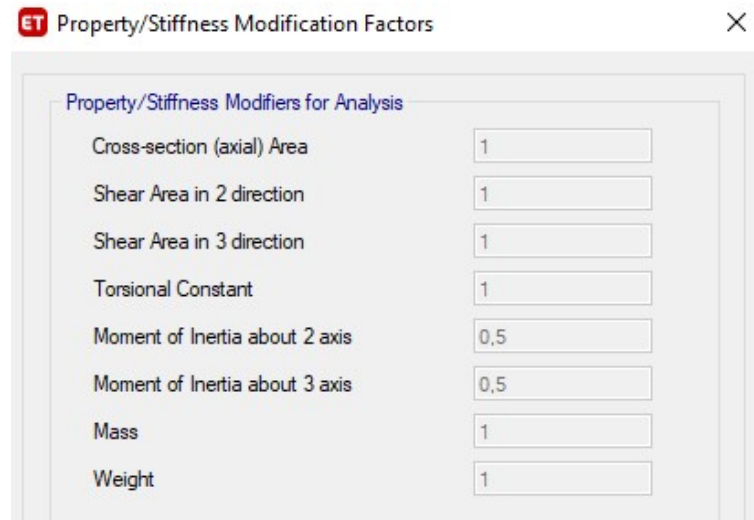 ET Property/Stiffness Modification Factors
Property/Stiffness Modifiers for Analysis
Cross-section (axial) Area 1
Shear Area in 2 direction 1
Shear Area in 3 direction 1
Torsional Constant 1
Moment of Inertia about 2 axis 0,5
Moment of Inertia about 3 axis 0,5
Mass 1
Weight 1